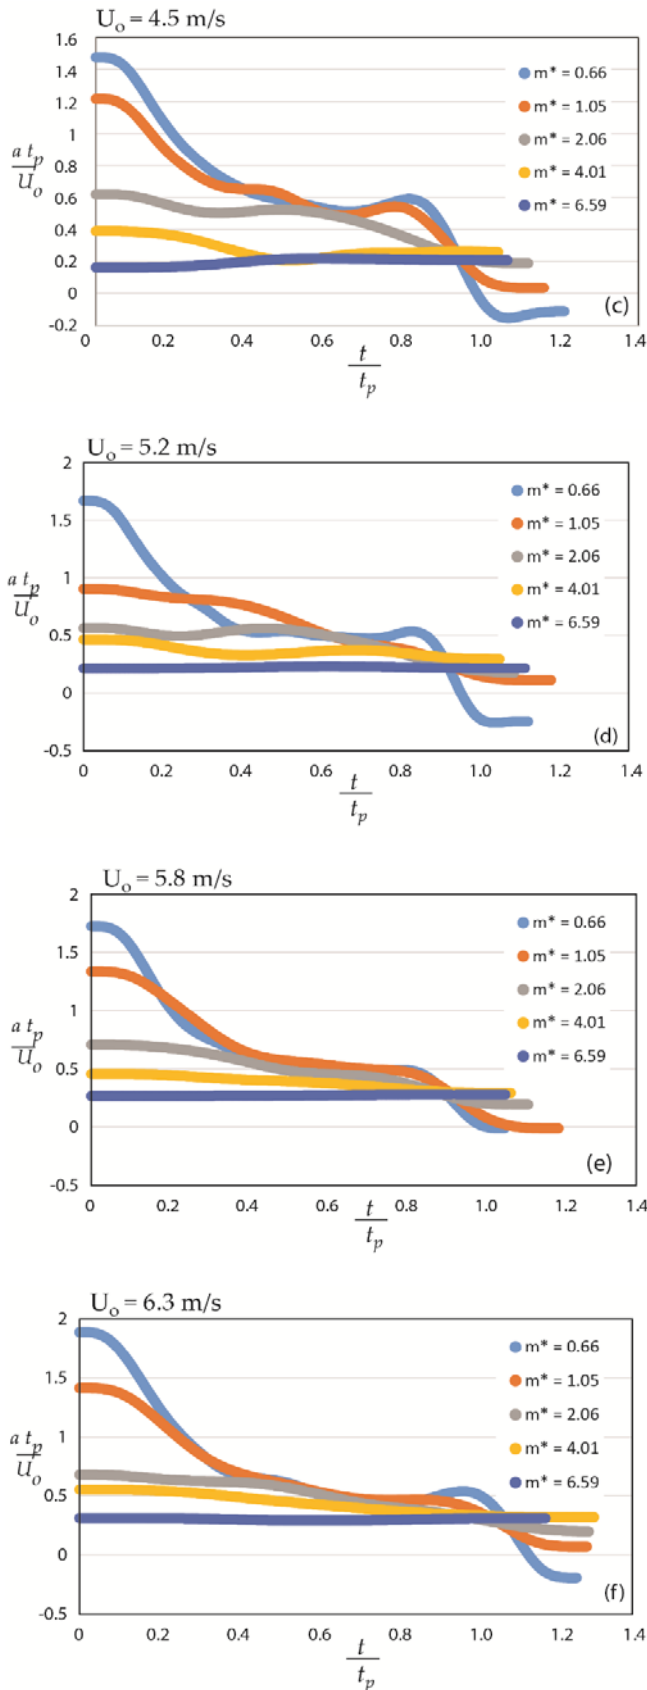 U₀ = 4.5 m/s
1.6
1.4
1.2
1
0.8
0.6
0.4
0.2
0
-0.2
a tₚ
U₀
m* = 0.66
m* = 1.05
m* = 2.06
m* = 4.01
m* = 6.59
(c)
0 0.2 0.4 0.6 0.8 1.0 1.2 1.4
t
tₚ
U₀ = 5.2 m/s
2
1.5
1
0.5
0
-0.5
a tₚ
U₀
m* = 0.66
m* = 1.05
m* = 2.06
m* = 4.01
m* = 6.59
(d)
0 0.2 0.4 0.6 0.8 1.0 1.2 1.4
t
tₚ
U₀ = 5.8 m/s
2
1.5
1
0.5
0
-0.5
a tₚ
U₀
m* = 0.66
m* = 1.05
m* = 2.06
m* = 4.01
m* = 6.59
(e)
0 0.2 0.4 0.6 0.8 1.0 1.2 1.4
t
tₚ
U₀ = 6.3 m/s
2
1.5
1
0.5
0
-0.5
a tₚ
U₀
m* = 0.66
m* = 1.05
m* = 2.06
m* = 4.01
m* = 6.59
(f)
0 0.2 0.4 0.6 0.8 1.0 1.2 1.4
t
tₚ